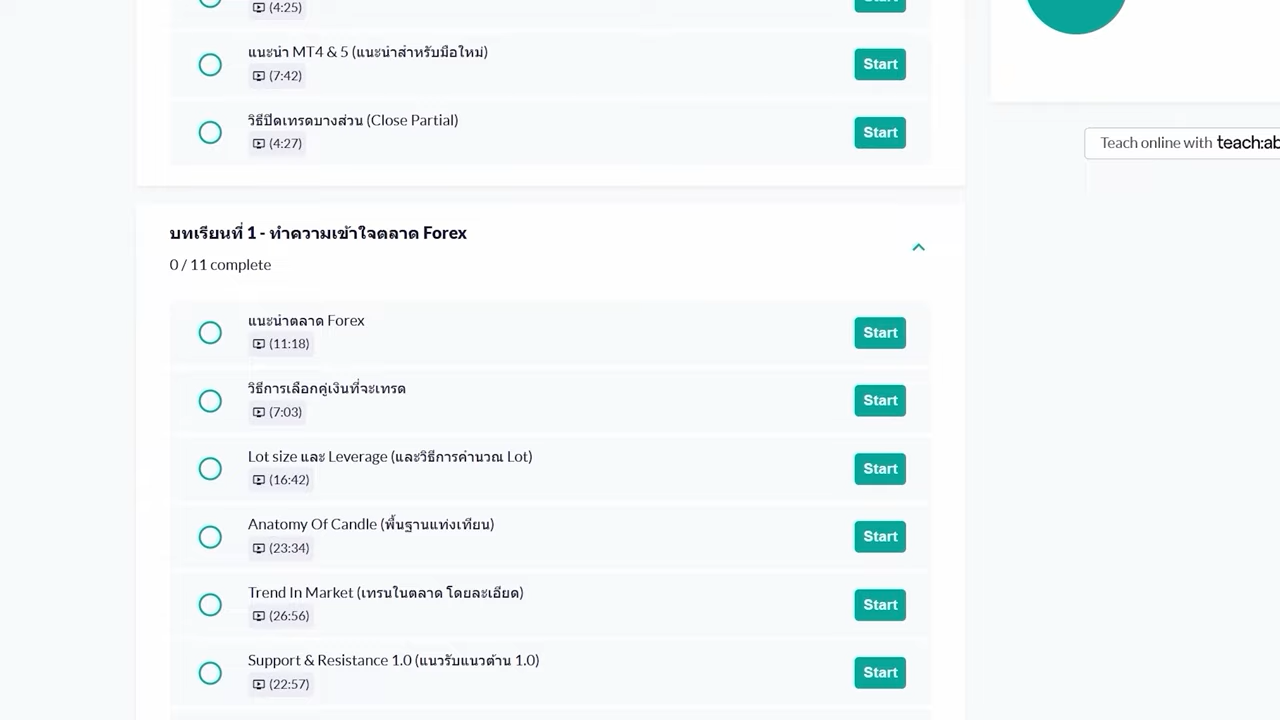 (4:25)
Start
แนะนำ MT4 & 5 (แนะนำสำหรับมือใหม่)
(7:42)
Start
วิธีปิดเทรดบางส่วน (Close Partial)
(4:27)
Start
Teach online with teach:ab
บทเรียนที่ 1 - ทำความเข้าใจตลาด Forex
0 / 11 complete
แนะนำตลาด Forex
(11:18)
Start
วิธีการเลือกคู่เงินที่จะเทรด
(7:03)
Start
Lot size และ Leverage (และวิธีการคำนวณ Lot)
(16:42)
Start
Anatomy Of Candle (พื้นฐานแท่งเทียน)
(23:34)
Start
Trend In Market (เทรนในตลาด โดยละเอียด)
(26:56)
Start
Support & Resistance 1.0 (แนวรับแนวต้าน 1.0)
(22:57)
Start